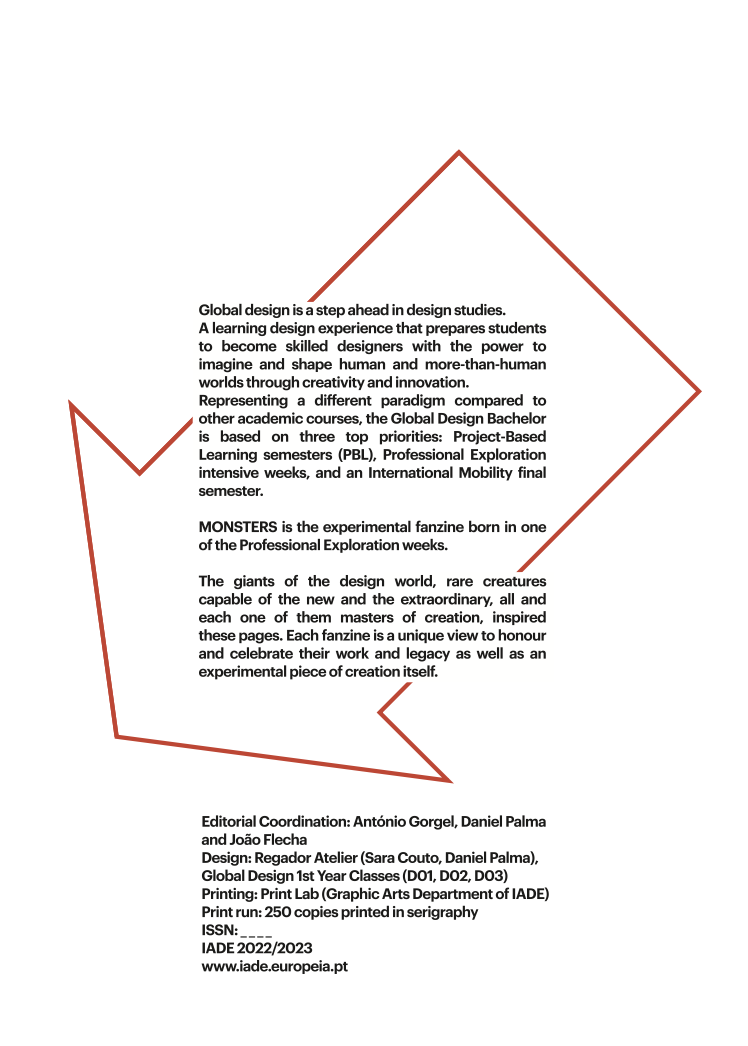 Global design is a step ahead in design studies.
A learning design experience that prepares students
to become skilled designers with the power to
imagine and shape human and more-than-human
worlds through creativity and innovation.
Representing a different paradigm compared to
other academic courses, the Global Design Bachelor
is based on three top priorities: Project-Based
Learning semesters (PBL), Professional Exploration
intensive weeks, and an International Mobility final
semester.
MONSTERS is the experimental fanzine born in one
of the Professional Exploration weeks.
The giants of the design world, rare creatures
capable of the new and the extraordinary, all and
each one of them masters of creation, inspired
these pages. Each fanzine is a unique view to honour
and celebrate their work and legacy as well as an
experimental piece of creation itself.
Editorial Coordination: António Gorgel, Daniel Palma
and João Flecha
Design: Regador Atelier (Sara Couto, Daniel Palma),
Global Design 1st Year Classes (D01, D02, D03)
Printing: Print Lab (Graphic Arts Department of IADE)
Print run: 250 copies printed in serigraphy
ISSN: _ _ _ _
IADE 2022/2023
www.iade.europeia.pt